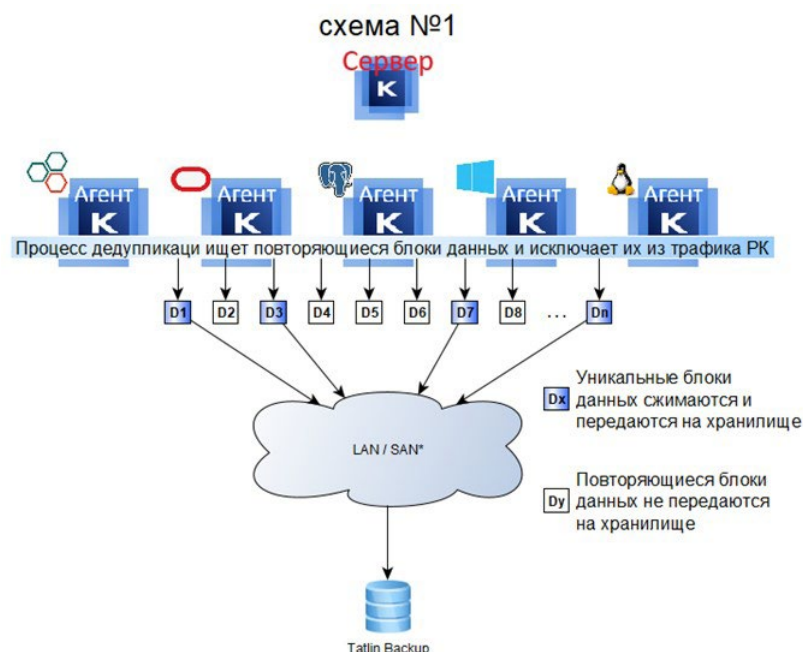 схема №1
Сервер
K
Агент Агент Агент Агент Агент
K K K K K
Процесс дедупликаци ищет повторяющиеся блоки данных и исключает их из трафика РК
D1 D2 D3 D4 D5 D6 D7 D8 ... Dn
Dx
Уникальные блоки
данных сжимаются и
передаются на хранилище
LAN / SAN*
Dy
Повторяющиеся блоки
данных не передаются
на хранилище
Tatlin Backup